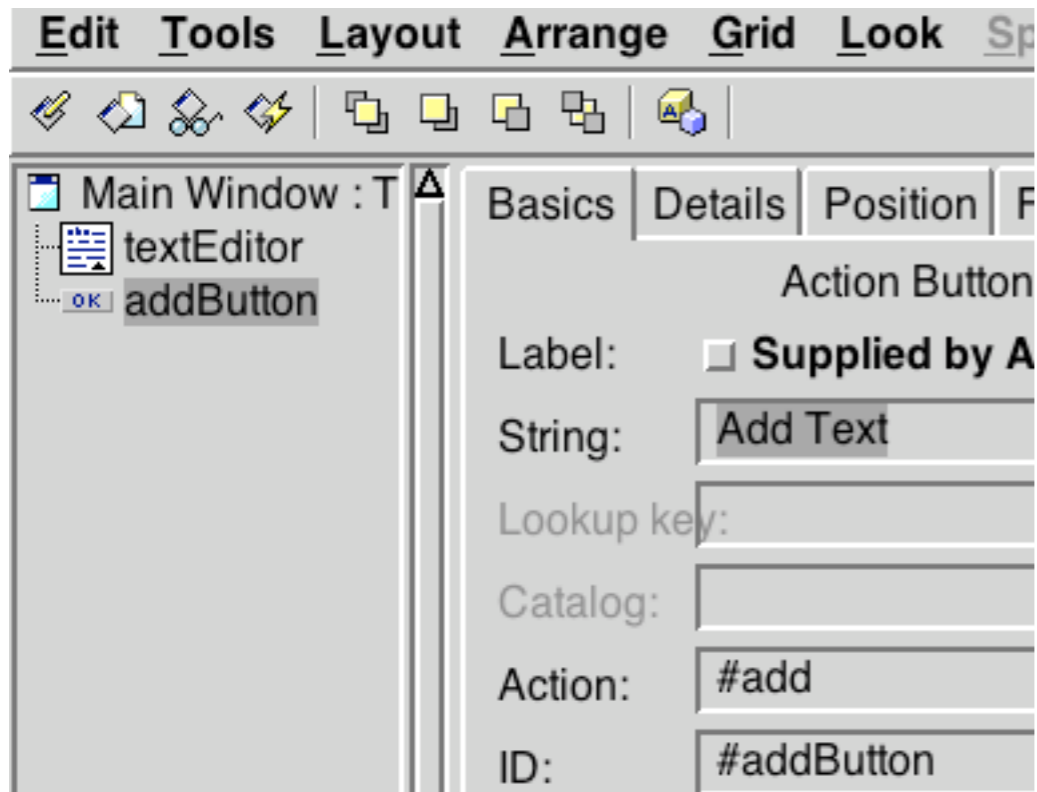 Edit Tools Layout Arrange Grid Look Sp
Main Window : T
textEditor
OK addButton
Basics Details Position F
Action Button
Label: Supplied by A
String: Add Text
Lookup key:
Catalog:
Action: #add
ID: #addButton